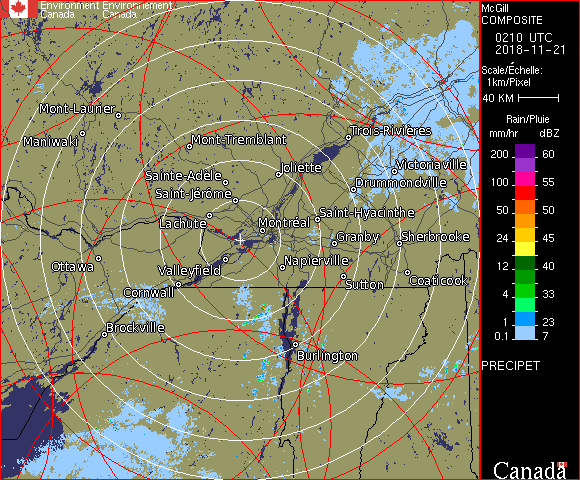 Environment Environnement
Canada Canada
McGill
COMPOSITE
0210 UTC
2018-11-21
Scale/Échelle:
1km/Pixel
40 KM
Rain/Pluie
mm/hr dBZ
200 60
100 55
50 50
24 45
12 40
4 33
1 23
0.1 7
PRECIPET
Canada
Mont-Laurier
Maniwaki
Mont-Tremblant
Trois-Rivières
Sainte-Adèle
Joliette
Victoriaville
Drummondville
Saint-Jérôme
Lachute
Montréal
Saint-Hyacinthe
Granby
Sherbrooke
Ottawa
Valleyfield
Napierville
Sutton
Coaticook
Cornwall
Brockville
Burlington